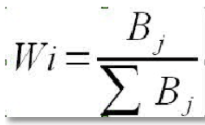 Wi = B_j / ∑ B_j